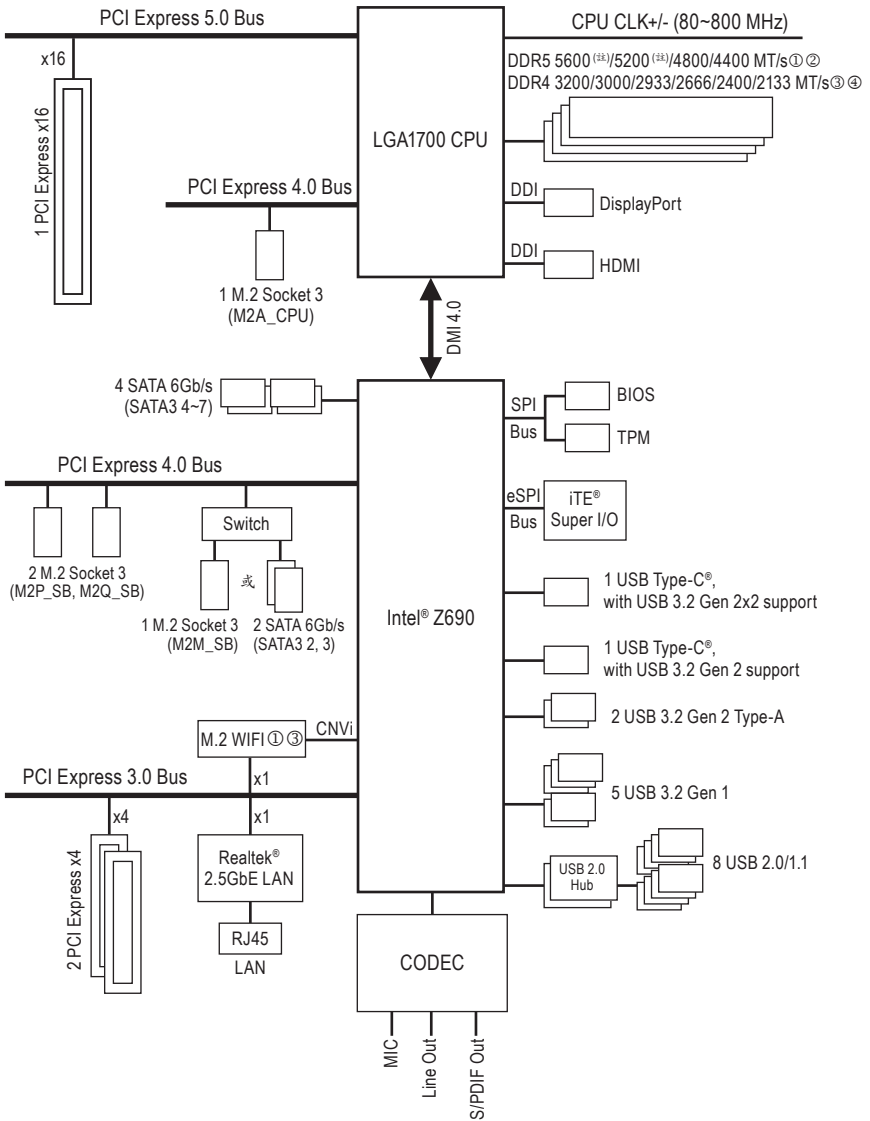 PCI Express 5.0 Bus
CPU CLK+/- (80~800 MHz)
x16
DDR5 5600(註)/5200(註)/4800/4400 MT/s①②
DDR4 3200/3000/2933/2666/2400/2133 MT/s③④
1 PCI Express x16
LGA1700 CPU
PCI Express 4.0 Bus
DDI
DisplayPort
DDI
HDMI
1 M.2 Socket 3
(M2A_CPU)
DMI 4.0
4 SATA 6Gb/s
(SATA3 4~7)
SPI
Bus
BIOS
TPM
PCI Express 4.0 Bus
eSPI
Bus
iTE®
Super I/O
Switch
2 M.2 Socket 3
(M2P_SB, M2Q_SB)
或
1 M.2 Socket 3
(M2M_SB)
2 SATA 6Gb/s
(SATA3 2, 3)
Intel® Z690
1 USB Type-C®,
with USB 3.2 Gen 2x2 support
1 USB Type-C®,
with USB 3.2 Gen 2 support
2 USB 3.2 Gen 2 Type-A
M.2 WIFI①③
CNVi
PCI Express 3.0 Bus
x1
5 USB 3.2 Gen 1
x4
x1
2 PCI Express x4
Realtek®
2.5GbE LAN
USB 2.0
Hub
8 USB 2.0/1.1
RJ45
LAN
CODEC
MIC
Line Out
S/PDIF Out